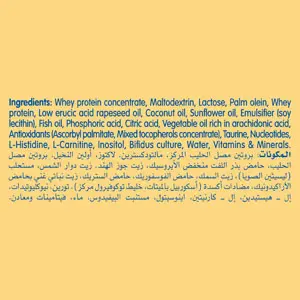 Ingredients: Whey protein concentrate, Maltodextrin, Lactose, Palm olein, Whey
protein, Low erucic acid rapeseed oil, Coconut oil, Sunflower oil, Emulsifier (soy
lecithin), Fish oil, Phosphoric acid, Citric acid, Vegetable oil rich in arachidonic acid,
Antioxidants (Ascorbyl palmitate, Mixed tocopherols concentrate), Taurine, Nucleotides,
L-Histidine, L-Carnitine, Inositol, Bifidus culture, Water, Vitamins & Minerals.
المكونات: بروتين مصل الحليب المركز، مالتودكسترين، لاكتوز، أولين النخيل، بروتين مصل
الحليب، زيت بذر اللفت منخفض حامض الأيروسيك، زيت جوز الهند، زيت دوار الشمس، مستحلب
(ليسيثين الصويا)، زيت السمك، حامض الفوسفوريك، حامض الستريك، زيت نباتي غني بحامض
الأراكيدونيك، مضادات أكسدة (أسكوربيل بالميتات، خليط توكوفيرول مركز)، تورين، نيوكليوتيدات،
إل - هستيدين، إل - كارنيتين، إينوسيتول، مستنبت البيفيدوس، ماء، فيتامينات ومعادن.